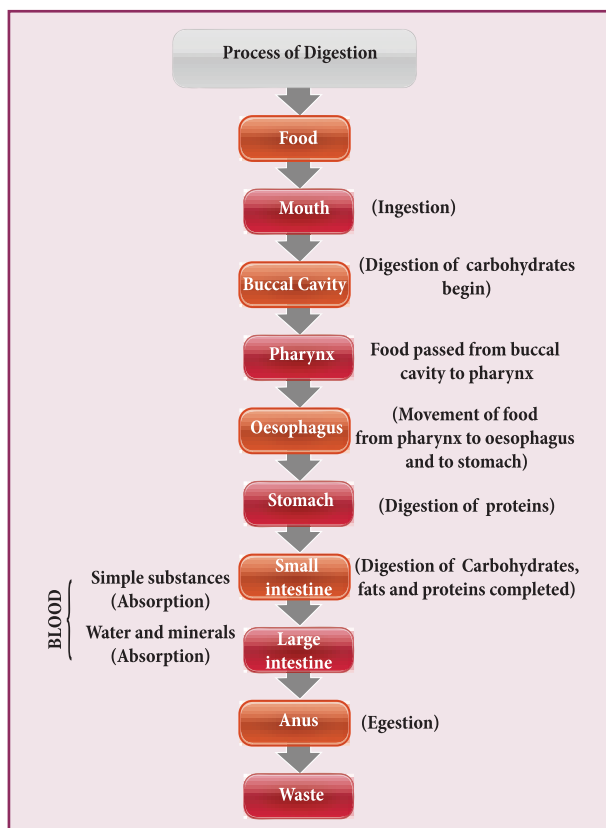 Process of Digestion
Food
Mouth
(Ingestion)
Buccal Cavity
(Digestion of carbohydrates
begin)
Pharynx
Food passed from buccal
cavity to pharynx
Oesophagus
(Movement of food
from pharynx to oesophagus
and to stomach)
Stomach
(Digestion of proteins)
Small
intestine
(Digestion of Carbohydrates,
fats and proteins completed)
BLOOD
Simple substances
(Absorption)
Water and minerals
(Absorption)
Large
intestine
Anus
(Egestion)
Waste